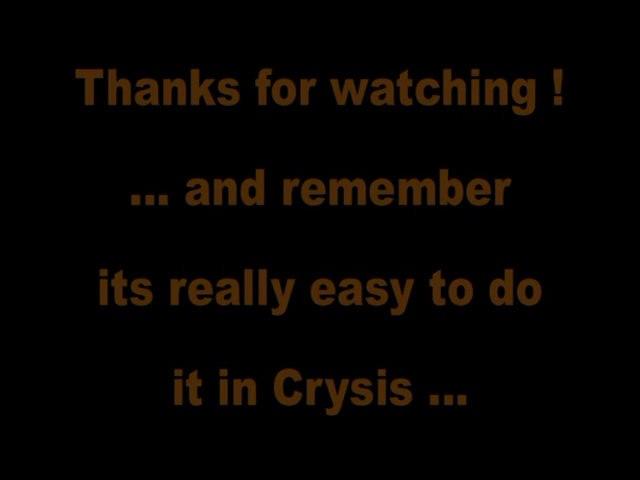 Thanks for watching !
... and remember
its really easy to do
it in Crysis ...